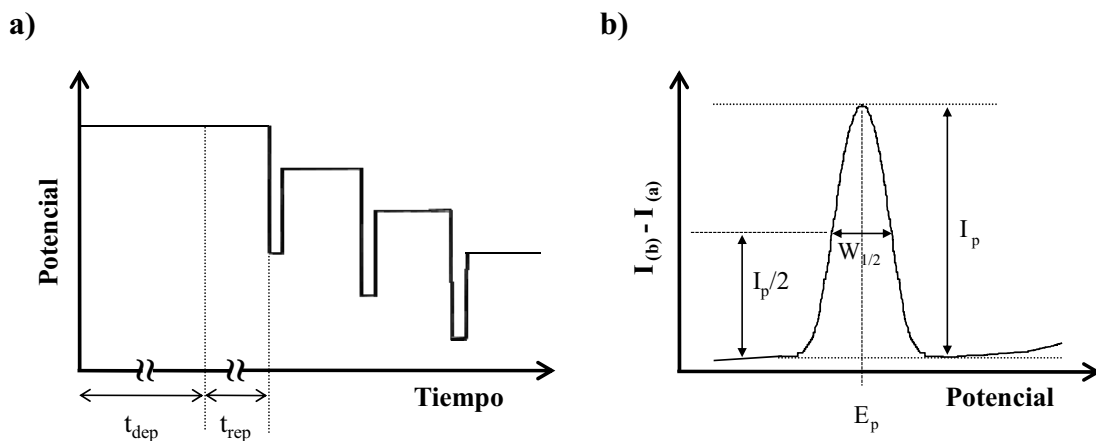 a)
Potencial
Tiempo
t_dep
t_rep
b)
I_(b) - I_(a)
I_p
W_1/2
I_p/2
E_p
Potencial